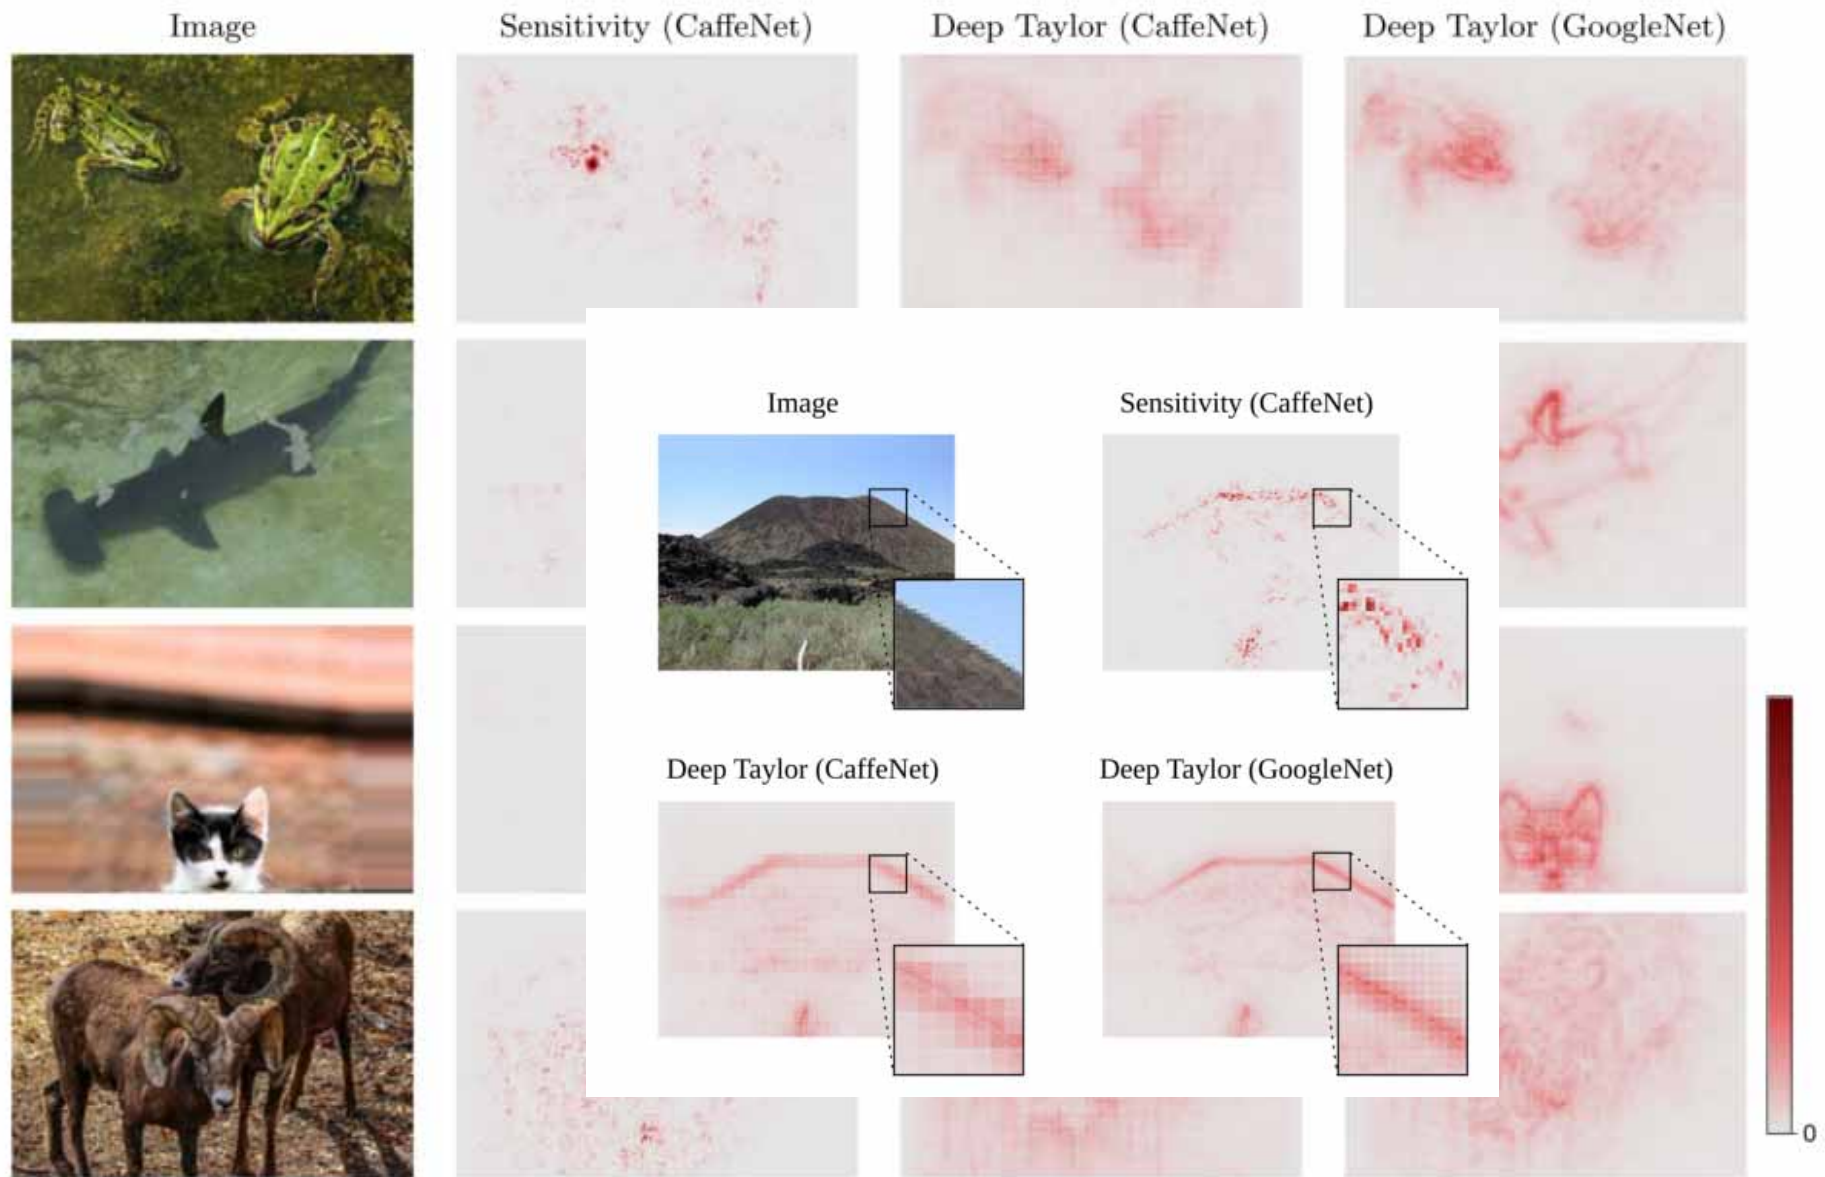 Image
Sensitivity (CaffeNet)
Deep Taylor (CaffeNet)
Deep Taylor (GoogleNet)
Image
Sensitivity (CaffeNet)
Deep Taylor (CaffeNet)
Deep Taylor (GoogleNet)
0